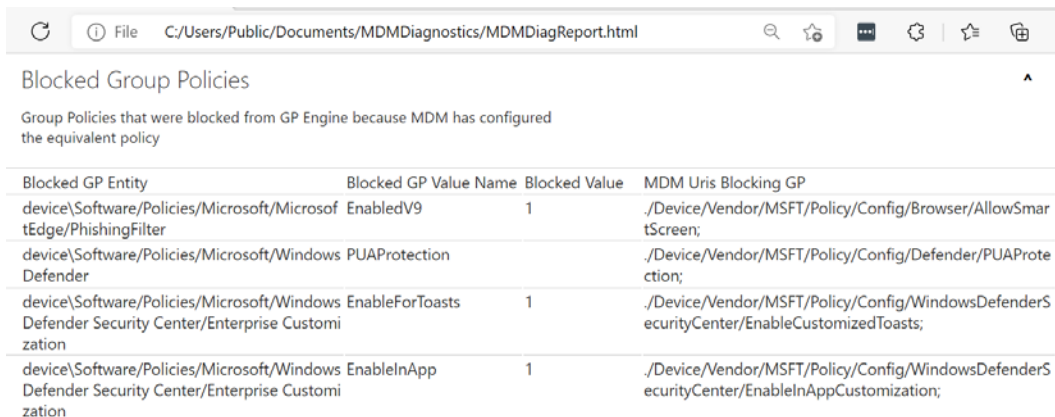 File C:/Users/Public/Documents/MDMDiagnostics/MDMDiagReport.html
Blocked Group Policies
Group Policies that were blocked from GP Engine because MDM has configured
the equivalent policy
Blocked GP Entity Blocked GP Value Name Blocked Value MDM Uris Blocking GP
device\Software/Policies/Microsoft/Microsof EnabledV9 1 ./Device/Vendor/MSFT/Policy/Config/Browser/AllowSmar
tEdge/PhishingFilter tScreen;
device\Software/Policies/Microsoft/Windows PUAProtection ./Device/Vendor/MSFT/Policy/Config/Defender/PUAProte
Defender ction;
device\Software/Policies/Microsoft/Windows EnableForToasts 1 ./Device/Vendor/MSFT/Policy/Config/WindowsDefenderS
Defender Security Center/Enterprise Customi ecurityCenter/EnableCustomizedToasts;
zation
device\Software/Policies/Microsoft/Windows EnableInApp 1 ./Device/Vendor/MSFT/Policy/Config/WindowsDefenderS
Defender Security Center/Enterprise Customi ecurityCenter/EnableInAppCustomization;
zation